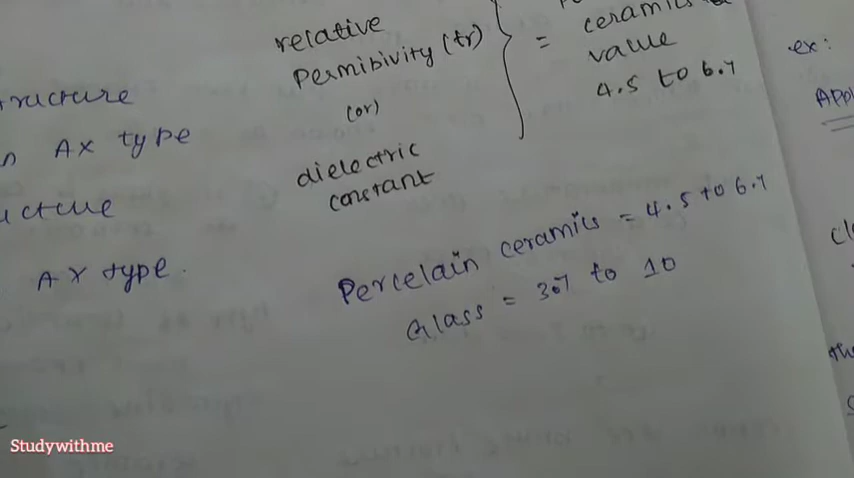 relative
Permibivity (tr)
(or)
dielectric
constant
=
ceramics
value
4.5 to 6.7
Percelain ceramics = 4.5 to 6.7
Glass = 3.7 to 10
AX type
AX type.
ex:
Studywithme